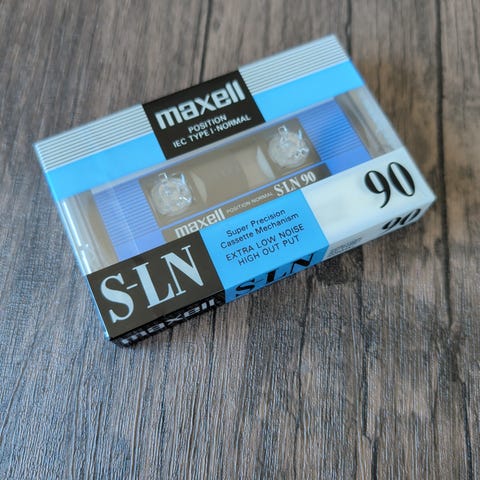 maxell
POSITION
IEC TYPE I·NORMAL
maxell POSITION NORMAL S-LN 90
Super Precision
Cassette Mechanism
EXTRA LOW NOISE
HIGH OUT PUT
S-LN
90
maxell S-LN 90